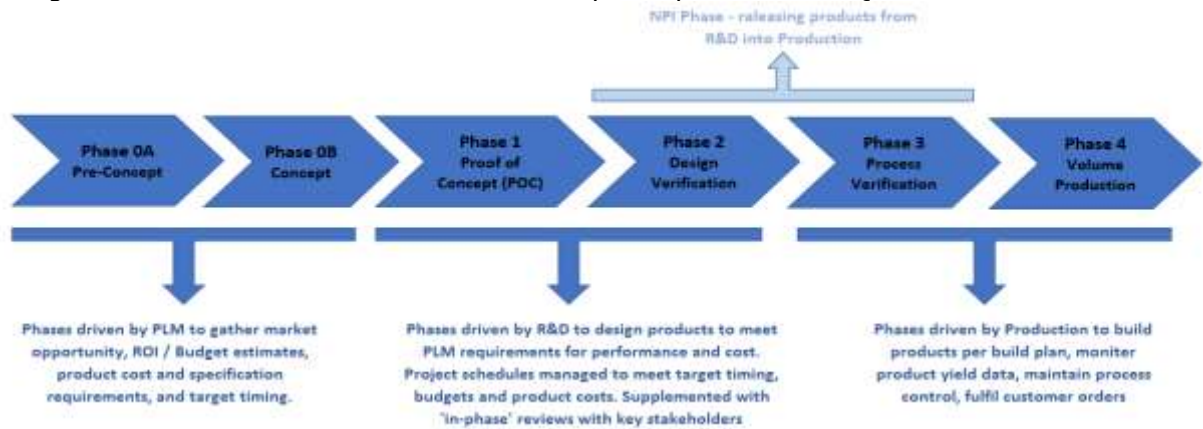 NPI Phase - raleasing products from
R&D into Production
Phase 0A
Pre-Concept
Phase 0B
Concept
Phase 1
Proof of
Concept (POC)
Phase 2
Design
Verification
Phase 3
Process
Verification
Phase 4
Volume
Production
Phases driven by PLM to gather market
opportunity, ROI / Budget estimates,
product cost and specification
requirements, and target timing.
Phases driven by R&D to design products to meet
PLM requirements for performance and cost.
Project schedules managed to meet target timing,
budgets and product costs. Supplemented with
'in-phase' reviews with key stakeholders
Phases driven by Production to build
products per build plan, moniter
product yield data, maintain process
control, fulfil customer orders